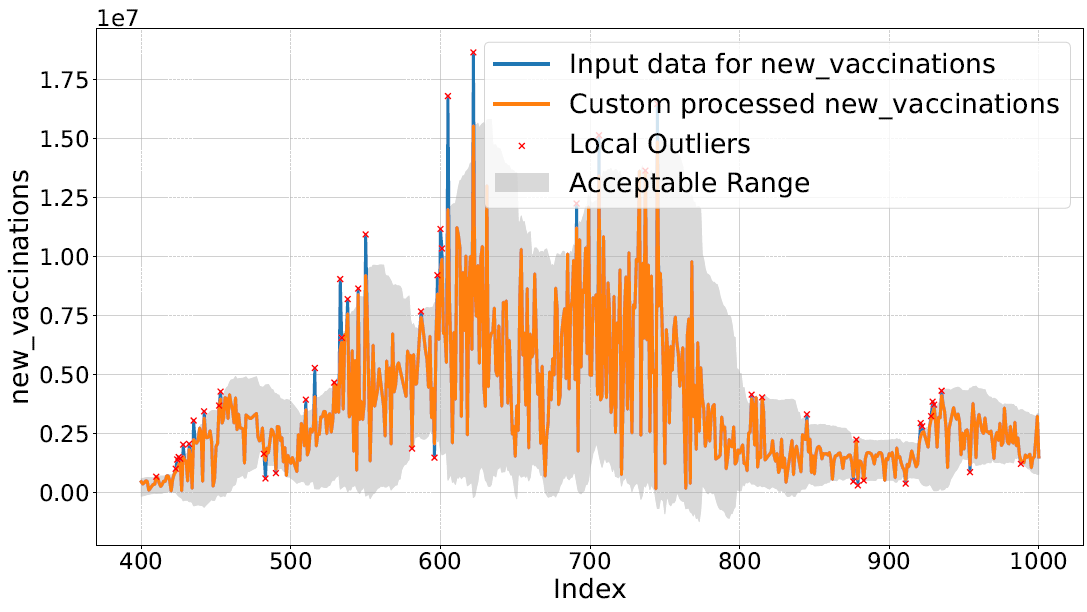 1e7
Input data for new_vaccinations
Custom processed new_vaccinations
Local Outliers
Acceptable Range
1.75
1.50
1.25
1.00
0.75
0.50
0.25
0.00
new_vaccinations
400 500 600 700 800 900 1000
Index